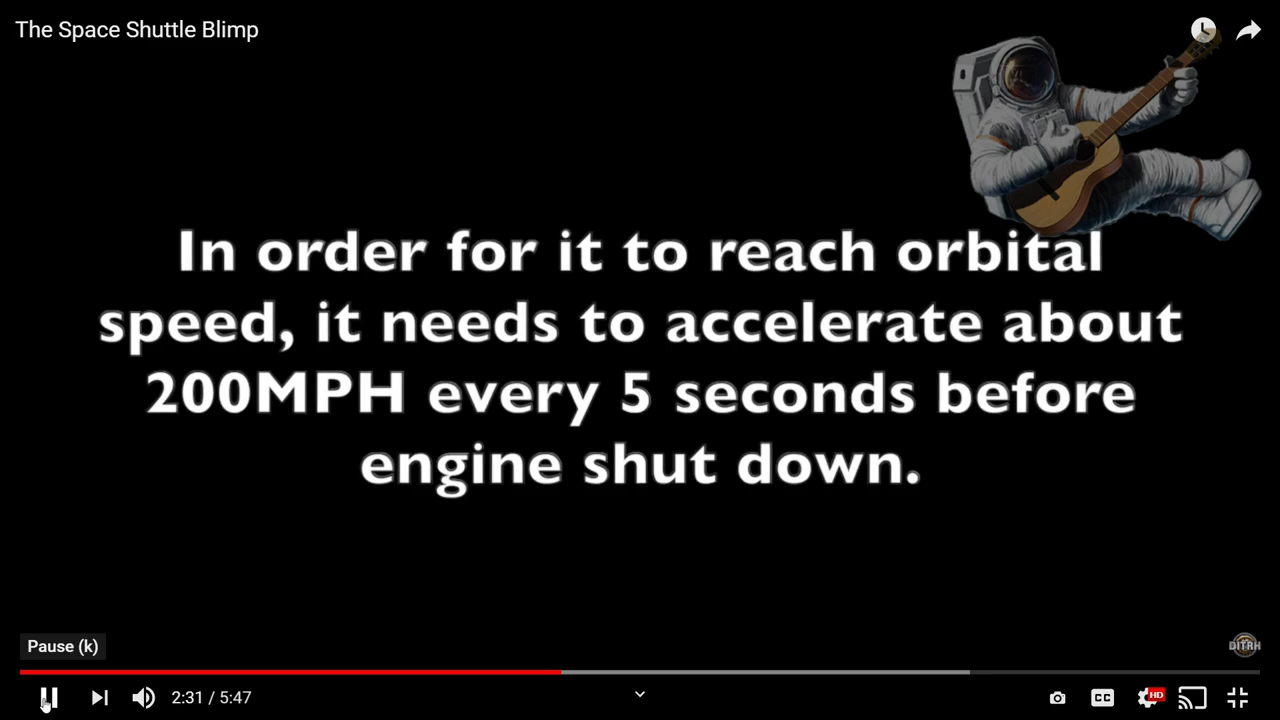 The Space Shuttle Blimp
In order for it to reach orbital
speed, it needs to accelerate about
200MPH every 5 seconds before
engine shut down.
Pause (k)
DITRH
2:31 / 5:47
CC
HD